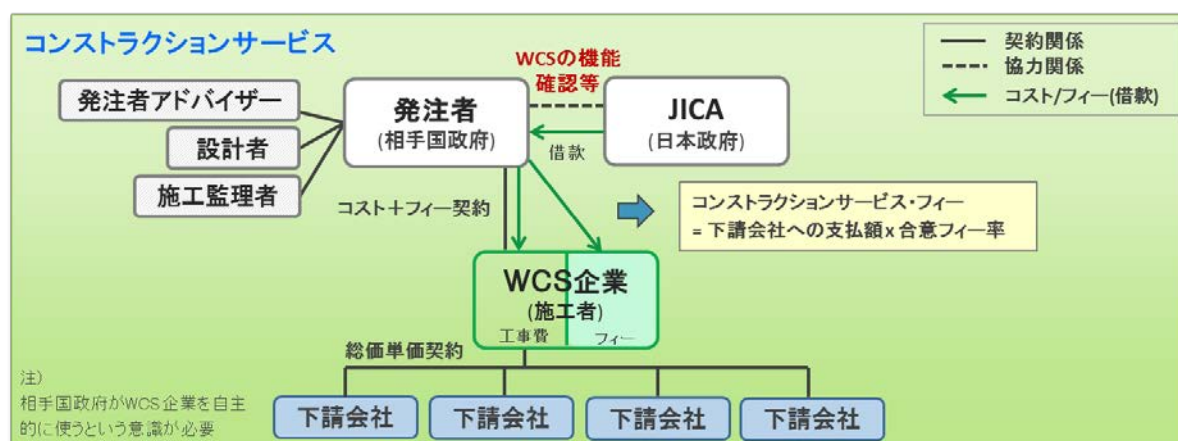 コンストラクションサービス
WCSの機能
確認等
契約関係
協力関係
コスト/フィー(借款)
発注者アドバイザー
設計者
施工監理者
発注者
(相手国政府)
JICA
(日本政府)
借款
コスト＋フィー契約
コンストラクションサービス・フィー
= 下請会社への支払額x 合意フィー率
WCS企業
(施工者)
工事費
フィー
総価単価契約
注)
相手国政府がWCS企業を自主
的に使うという意識が必要
下請会社
下請会社
下請会社
下請会社